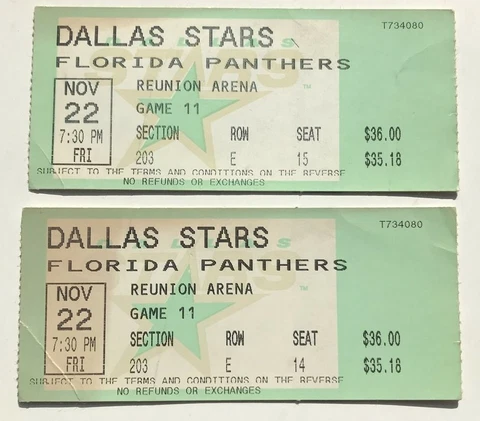 T734080
DALLAS STARS
FLORIDA PANTHERS
STARS
NOV
22
7:30 PM
FRI
REUNION ARENA
GAME 11
SECTION ROW SEAT $36.00
203 E 15 $35.18
SUBJECT TO THE TERMS AND CONDITIONS ON THE REVERSE
NO REFUNDS OR EXCHANGES
T734080
DALLAS STARS
FLORIDA PANTHERS
NOV
22
7:30 PM
FRI
REUNION ARENA
GAME 11
SECTION ROW SEAT $36.00
203 E 14 $35.18
SUBJECT TO THE TERMS AND CONDITIONS ON THE REVERSE
NO REFUNDS OR EXCHANGES